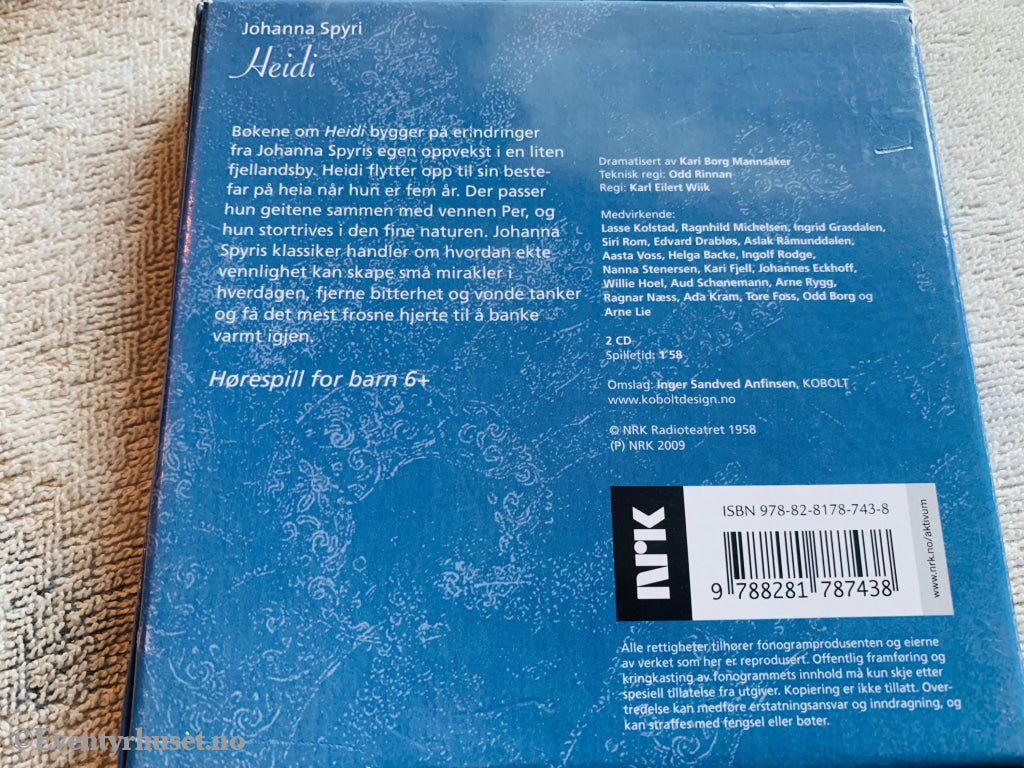 Johanna Spyri
Heidi
Bøkene om Heidi bygger på erindringer
fra Johanna Spyris egen oppvekst i en liten
fjellandsby. Heidi flytter opp til sin beste-
far på heia når hun er fem år. Der passer
hun geitene sammen med vennen Per, og
hun stortrives i den fine naturen. Johanna
Spyris klassiker handler om hvordan ekte
vennlighet kan skape små mirakler i
hverdagen, fjerne bitterhet og vonde tanker
og få det mest frosne hjerte til å banke
varmt igjen.
Hørespill for barn 6+
Dramatisert av Kari Borg Mannsåker
Teknisk regi: Odd Rinnan
Regi: Karl Eilert Wiik
Medvirkende:
Lasse Kolstad, Ragnhild Michelsen, Ingrid Grasdalen,
Siri Rom, Edvard Drabløs, Aslak Råmunddalen,
Aasta Voss, Helga Backe, Ingolf Rodge,
Nanna Stenersen, Kari Fjell, Johannes Eckhoff,
Willie Hoel, Aud Schønemann, Arne Rygg,
Ragnar Næss, Ada Kram, Tore Foss, Odd Borg og
Arne Lie
2 CD
Spilletid: 1 58
Omslag: Inger Sandved Anfinsen, KOBOLT
www.koboltdesign.no
© NRK Radioteatret 1958
(P) NRK 2009
NRK
ISBN 978-82-8178-743-8
9 788281 787438
www.nrk.no/aktivum
Alle rettigheter tilhører fonogramprodusenten og eierne
av verket som her er reprodusert. Offentlig framføring og
kringkasting av fonogrammets innhold må kun skje etter
spesiell tillatelse fra utgiver. Kopiering er ikke tillatt. Over-
tredelse kan medføre erstatningsansvar og inndragning, og
kan straffes med fengsel eller bøter.
©Eventyrhuset.no